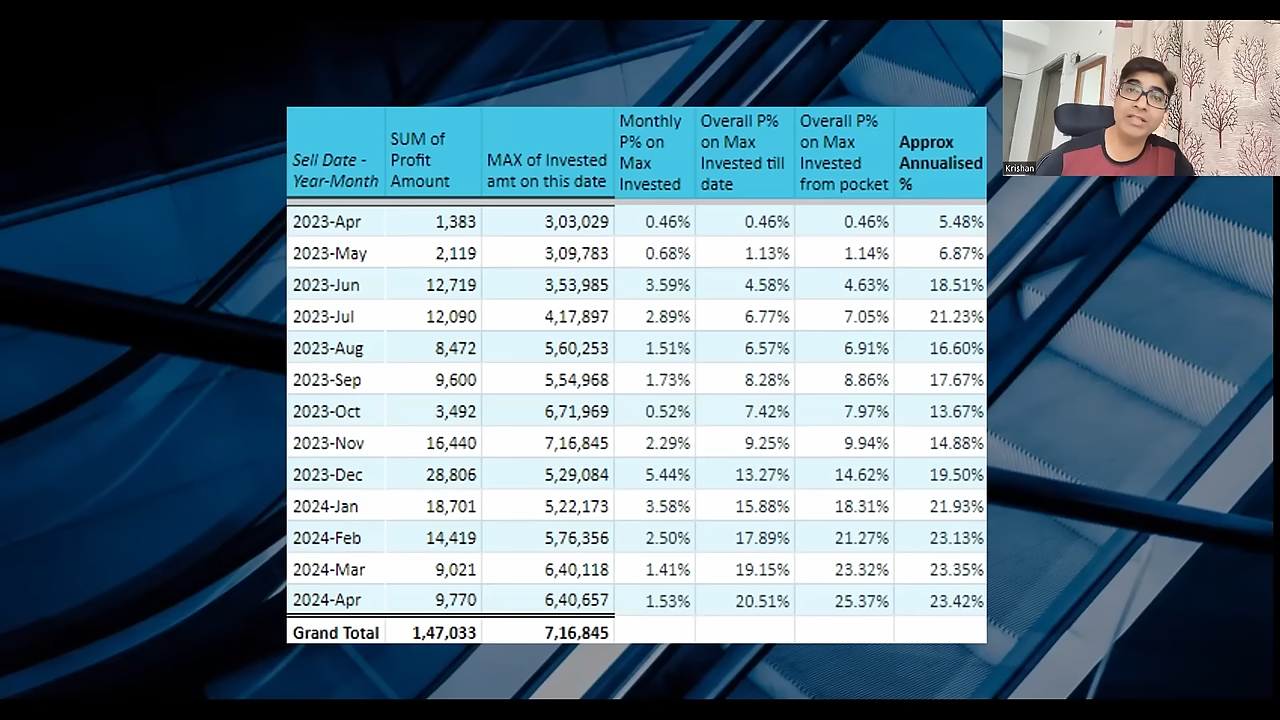 Krishan
Sell Date - Year-Month SUM of Profit Amount MAX of Invested amt on this date Monthly P% on Max Invested Overall P% on Max Invested till date Overall P% on Max Invested from pocket Approx Annualised %
2023-Apr 1,383 3,03,029 0.46% 0.46% 0.46% 5.48%
2023-May 2,119 3,09,783 0.68% 1.13% 1.14% 6.87%
2023-Jun 12,719 3,53,985 3.59% 4.58% 4.63% 18.51%
2023-Jul 12,090 4,17,897 2.89% 6.77% 7.05% 21.23%
2023-Aug 8,472 5,60,253 1.51% 6.57% 6.91% 16.60%
2023-Sep 9,600 5,54,968 1.73% 8.28% 8.86% 17.67%
2023-Oct 3,492 6,71,969 0.52% 7.42% 7.97% 13.67%
2023-Nov 16,440 7,16,845 2.29% 9.25% 9.94% 14.88%
2023-Dec 28,806 5,29,084 5.44% 13.27% 14.62% 19.50%
2024-Jan 18,701 5,22,173 3.58% 15.88% 18.31% 21.93%
2024-Feb 14,419 5,76,356 2.50% 17.89% 21.27% 23.13%
2024-Mar 9,021 6,40,118 1.41% 19.15% 23.32% 23.35%
2024-Apr 9,770 6,40,657 1.53% 20.51% 25.37% 23.42%
Grand Total 1,47,033 7,16,845